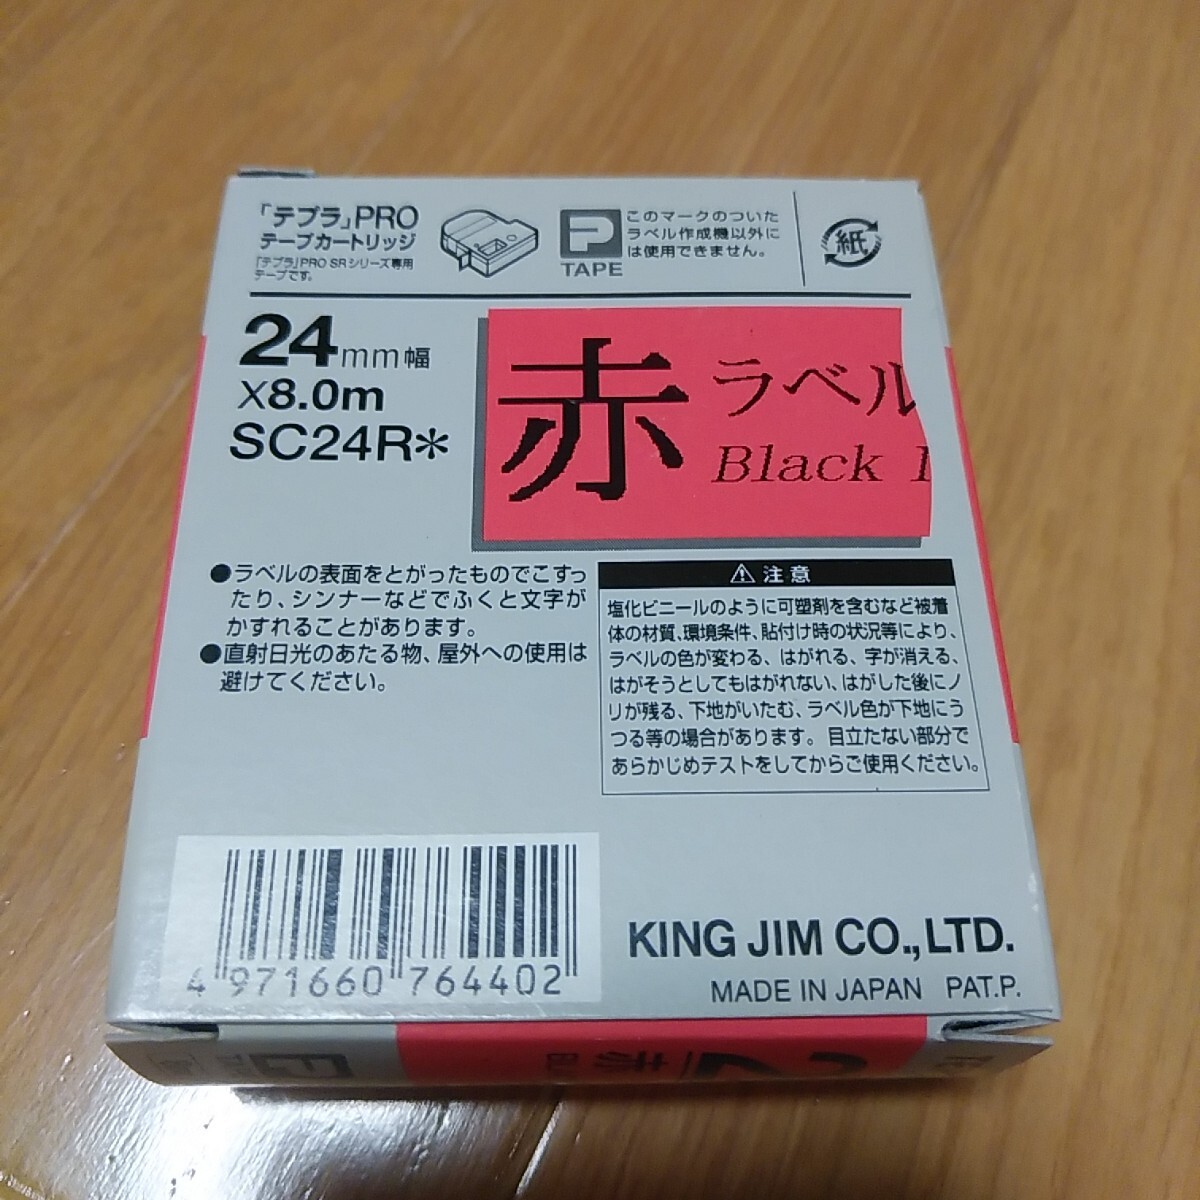 「テプラ」PRO
テープカートリッジ
「テプラ」PRO SRシリーズ専用
テープです。
P
TAPE
このマークのついた
ラベル作成機以外に
は使用できません。
紙
24mm幅
X8.0m
SC24R*
赤 ラベル
Black
●ラベルの表面をとがったものでこすっ
たり、シンナーなどでふくと文字が
かすれることがあります。
●直射日光のあたる物、屋外への使用は
避けてください。
⚠注意
塩化ビニールのように可塑剤を含むなど被着
体の材質、環境条件、貼付け時の状況等により、
ラベルの色が変わる、はがれる、字が消える、
はがそうとしてもはがれない、はがした後にノ
リが残る、下地がいたむ、ラベル色が下地にう
つる等の場合があります。目立たない部分で
あらかじめテストをしてからご使用ください。
4 971660 764402
KING JIM CO.,LTD.
MADE IN JAPAN PAT.P.
赤